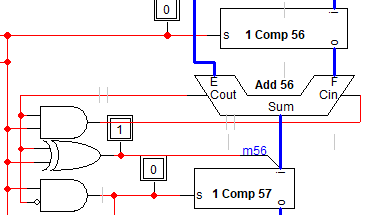 0
i
s 1 Comp 56
o
E Add 56 F
Cout Cin
Sum
1
m56
0
i
s 1 Comp 57
o